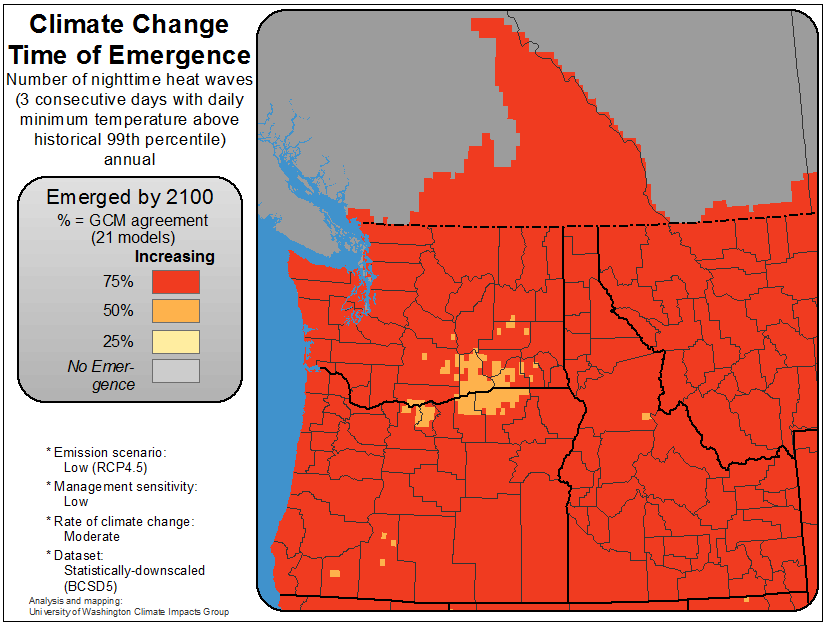 Climate Change
Time of Emergence
Number of nighttime heat waves
(3 consecutive days with daily
minimum temperature above
historical 99th percentile)
annual
Emerged by 2100
% = GCM agreement
(21 models)
Increasing
75%
50%
25%
No Emer-
gence
* Emission scenario:
Low (RCP4.5)
* Management sensitivity:
Low
* Rate of climate change:
Moderate
* Dataset:
Statistically-downscaled
(BCSD5)
Analysis and mapping:
University of Washington Climate Impacts Group